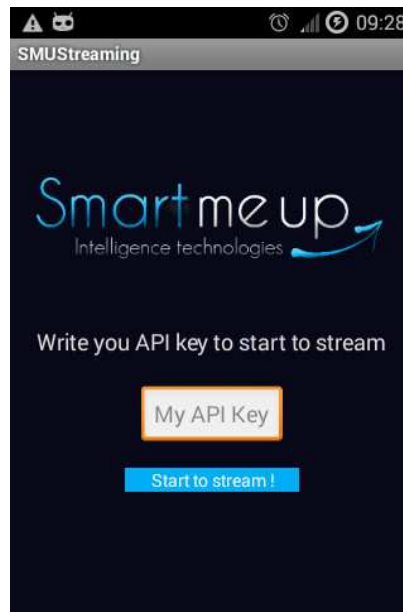 09:28
SMUStreaming
Smart me up
Intelligence technologies
Write you API key to start to stream
My API Key
Start to stream !